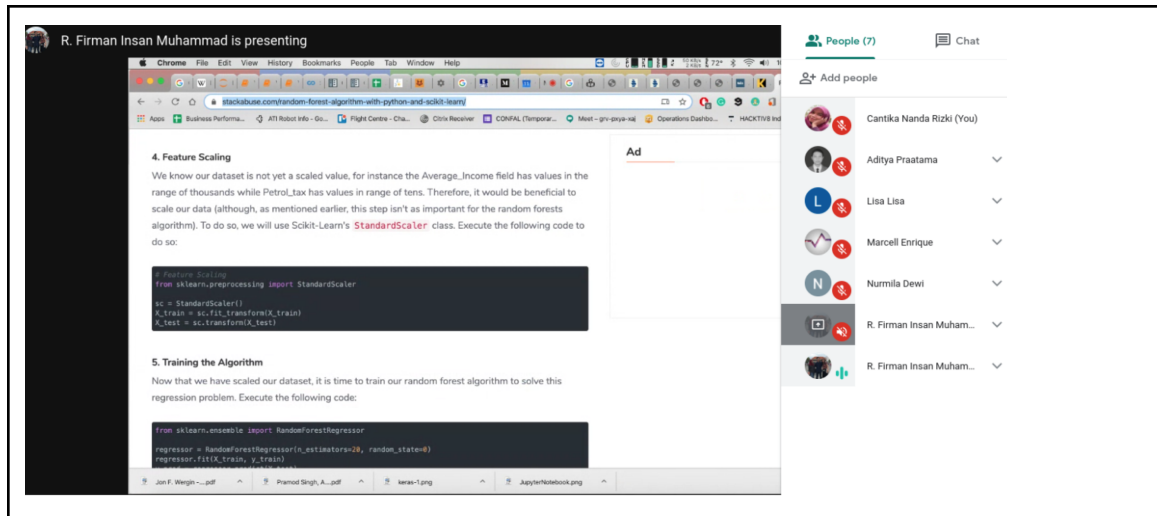 R. Firman Insan Muhammad is presenting
Chrome File Edit View History Bookmarks People Tab Window Help
72°
stackabuse.com/random-forest-algorithm-with-python-and-scikit-learn/
Apps Business Performa... ATI Robot Info - Go... Flight Centre - Cha... Citrix Receiver CONFAL (Temporar... Meet – grv-pxya-xaj Operations Dashbo... HACKTIV8 Ind
4. Feature Scaling
We know our dataset is not yet a scaled value, for instance the Average_Income field has values in the
range of thousands while Petrol_tax has values in range of tens. Therefore, it would be beneficial to
scale our data (although, as mentioned earlier, this step isn't as important for the random forests
algorithm). To do so, we will use Scikit-Learn's StandardScaler class. Execute the following code to
do so:
# Feature Scaling
from sklearn.preprocessing import StandardScaler
sc = StandardScaler()
X_train = sc.fit_transform(X_train)
X_test = sc.transform(X_test)
5. Training the Algorithm
Now that we have scaled our dataset, it is time to train our random forest algorithm to solve this
regression problem. Execute the following code:
from sklearn.ensemble import RandomForestRegressor
regressor = RandomForestRegressor(n_estimators=20, random_state=0)
regressor.fit(X_train, y_train)
Ad
Jon F. Wergin -....pdf Pramod Singh, A....pdf keras-1.png JupyterNotebook.png
People (7) Chat
Add people
Cantika Nanda Rizki (You)
Aditya Praatama
L Lisa Lisa
Marcell Enrique
N Nurmila Dewi
R. Firman Insan Muham...
R. Firman Insan Muham...